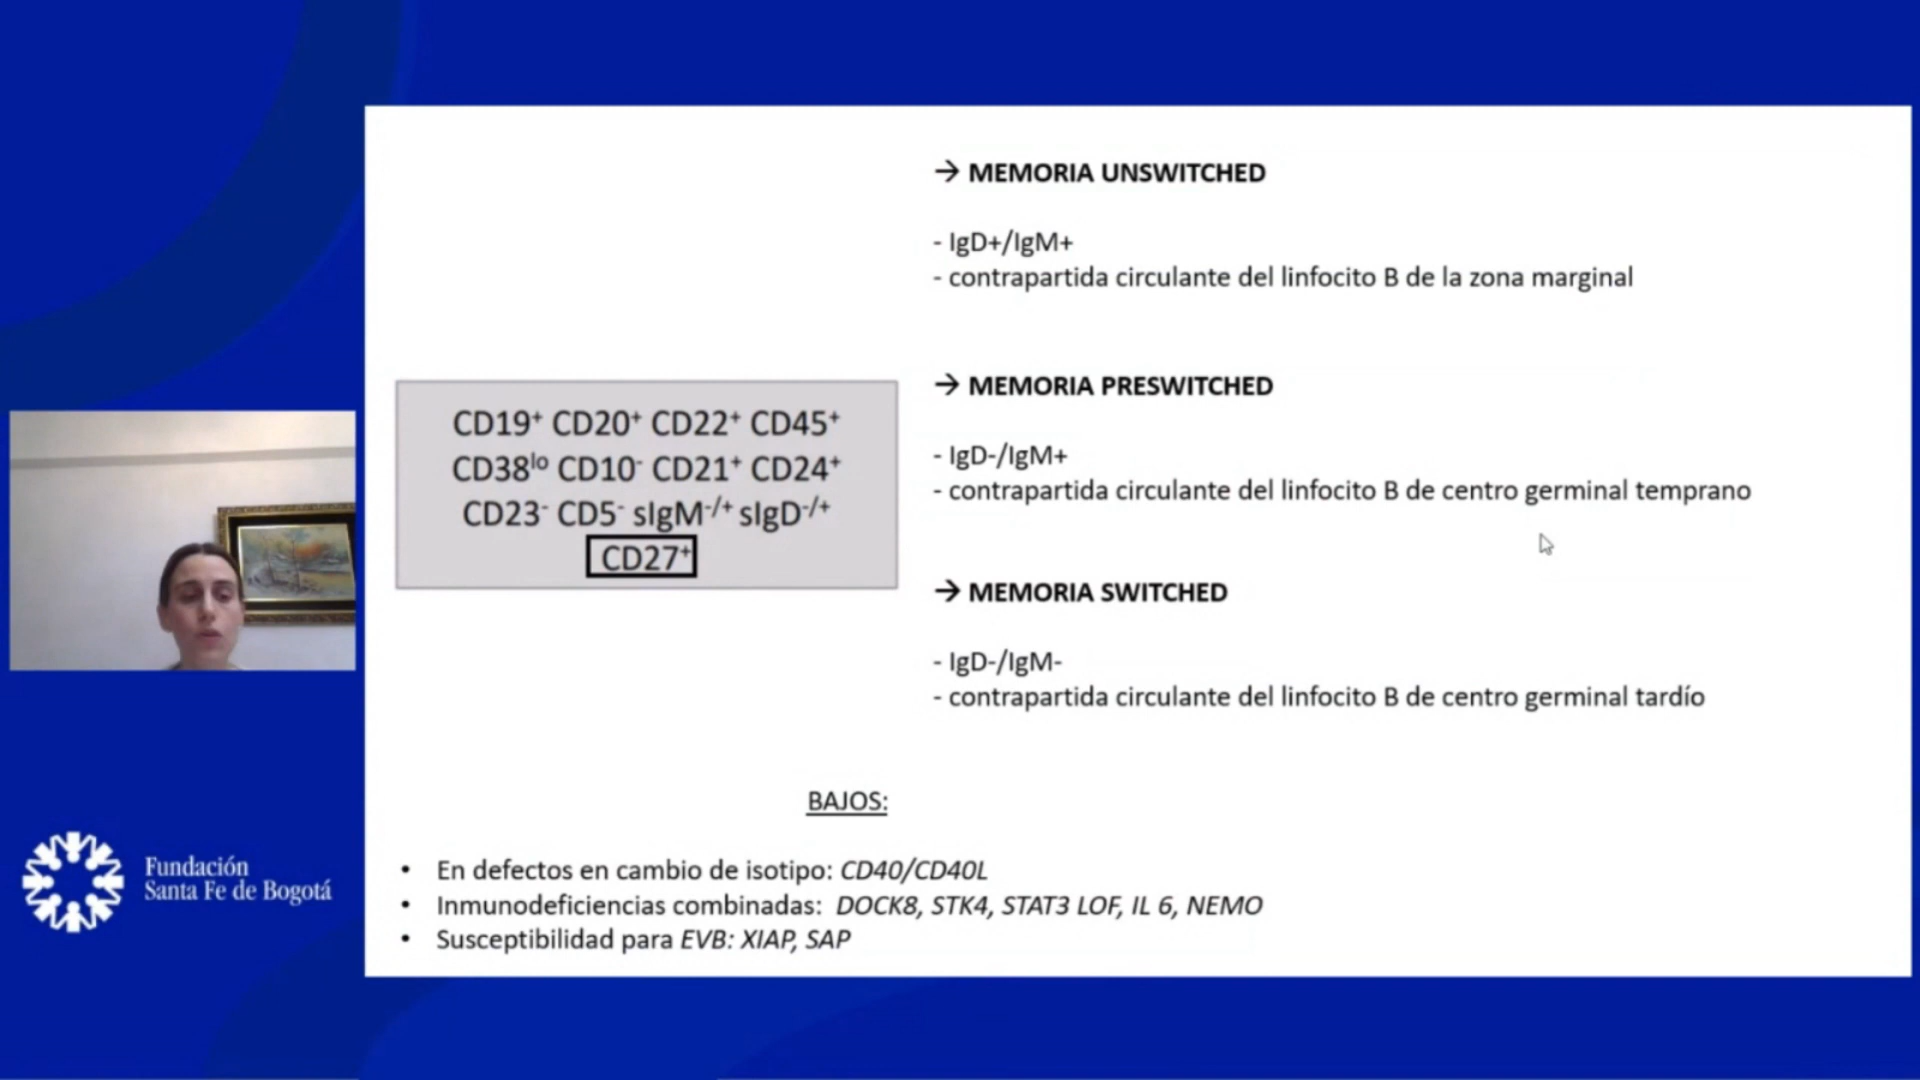 → MEMORIA UNSWITCHED
- IgD+/IgM+
- contrapartida circulante del linfocito B de la zona marginal
→ MEMORIA PRESWITCHED
- IgD-/IgM+
- contrapartida circulante del linfocito B de centro germinal temprano
→ MEMORIA SWITCHED
- IgD-/IgM-
- contrapartida circulante del linfocito B de centro germinal tardío
CD19⁺ CD20⁺ CD22⁺ CD45⁺
CD38ˡᵒ CD10⁻ CD21⁺ CD24⁺
CD23⁻ CD5⁻ sIgM⁻/⁺ sIgD⁻/⁺
CD27⁺
BAJOS:
• En defectos en cambio de isotipo: CD40/CD40L
• Inmunodeficiencias combinadas: DOCK8, STK4, STAT3 LOF, IL 6, NEMO
• Susceptibilidad para EVB: XIAP, SAP
Fundación
Santa Fe de Bogotá